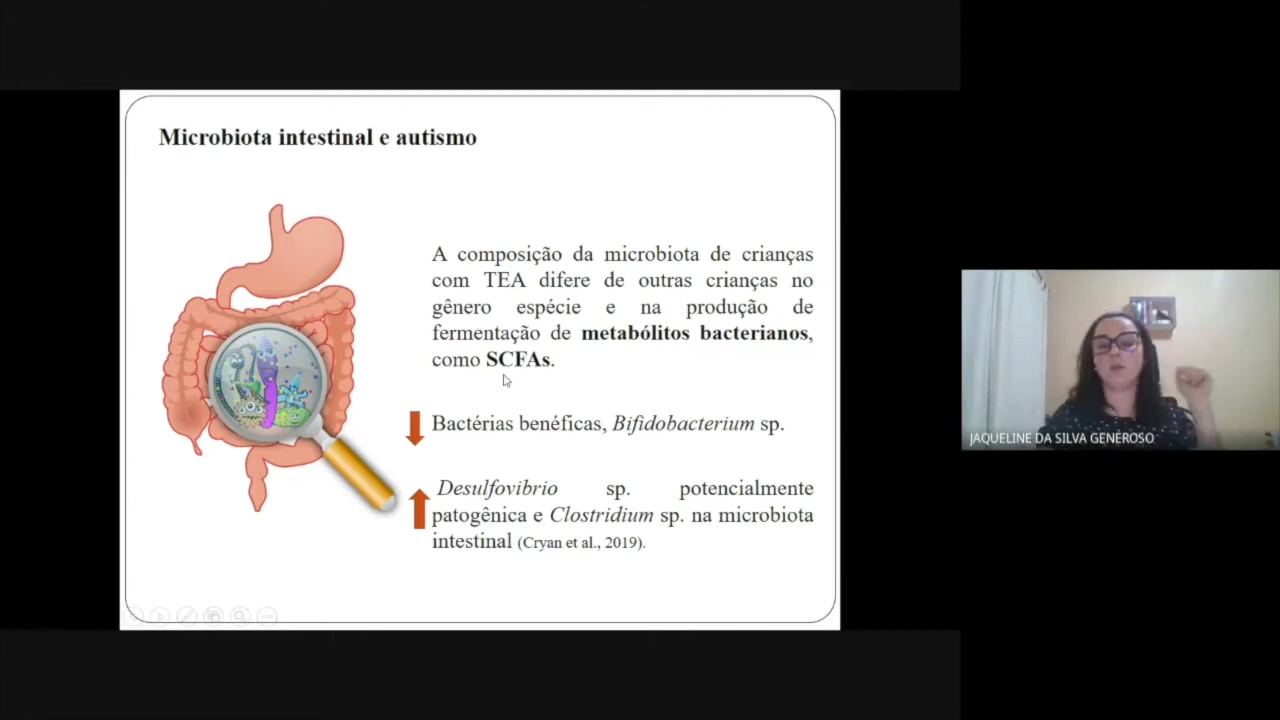 Microbiota intestinal e autismo
A composição da microbiota de crianças
com TEA difere de outras crianças no
gênero espécie e na produção de
fermentação de metabólitos bacterianos,
como SCFAs.
Bactérias benéficas, Bifidobacterium sp.
Desulfovibrio sp. potencialmente
patogênica e Clostridium sp. na microbiota
intestinal (Cryan et al., 2019).
JAQUELINE DA SILVA GENEROSO